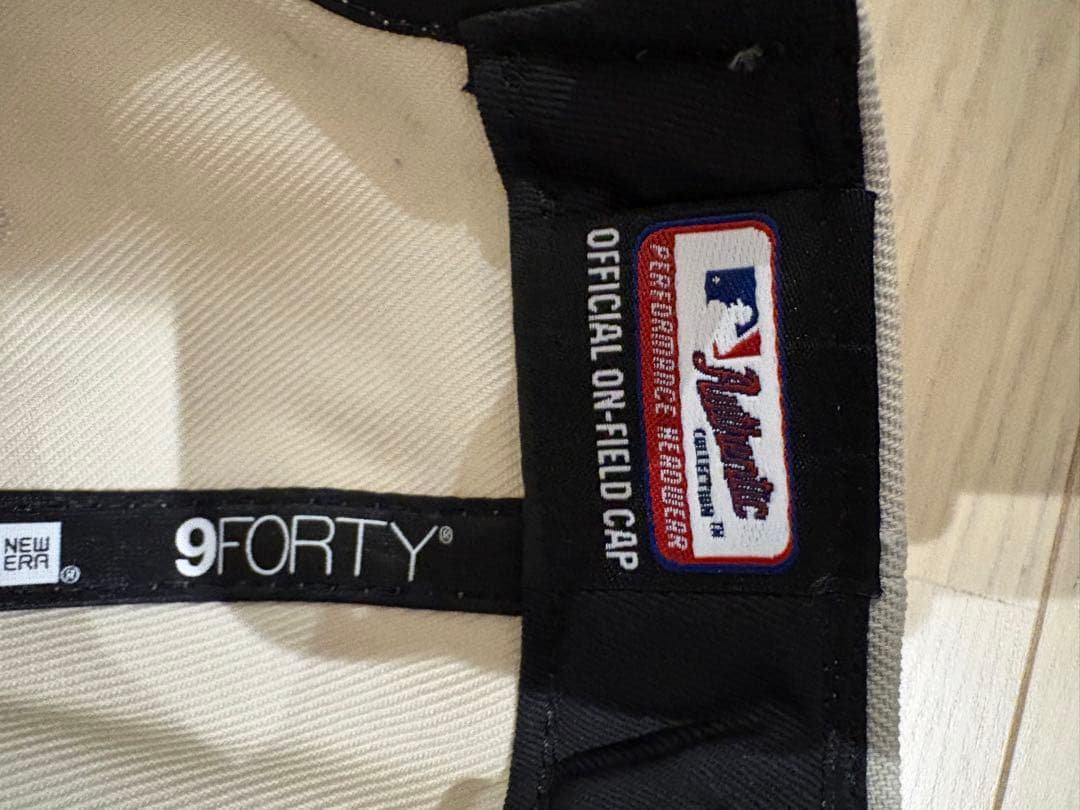 NEW
ERA®
9FORTY®
Authentic
COLLECTION
PERFORMANCE HEADWEAR
OFFICIAL ON-FIELD CAP